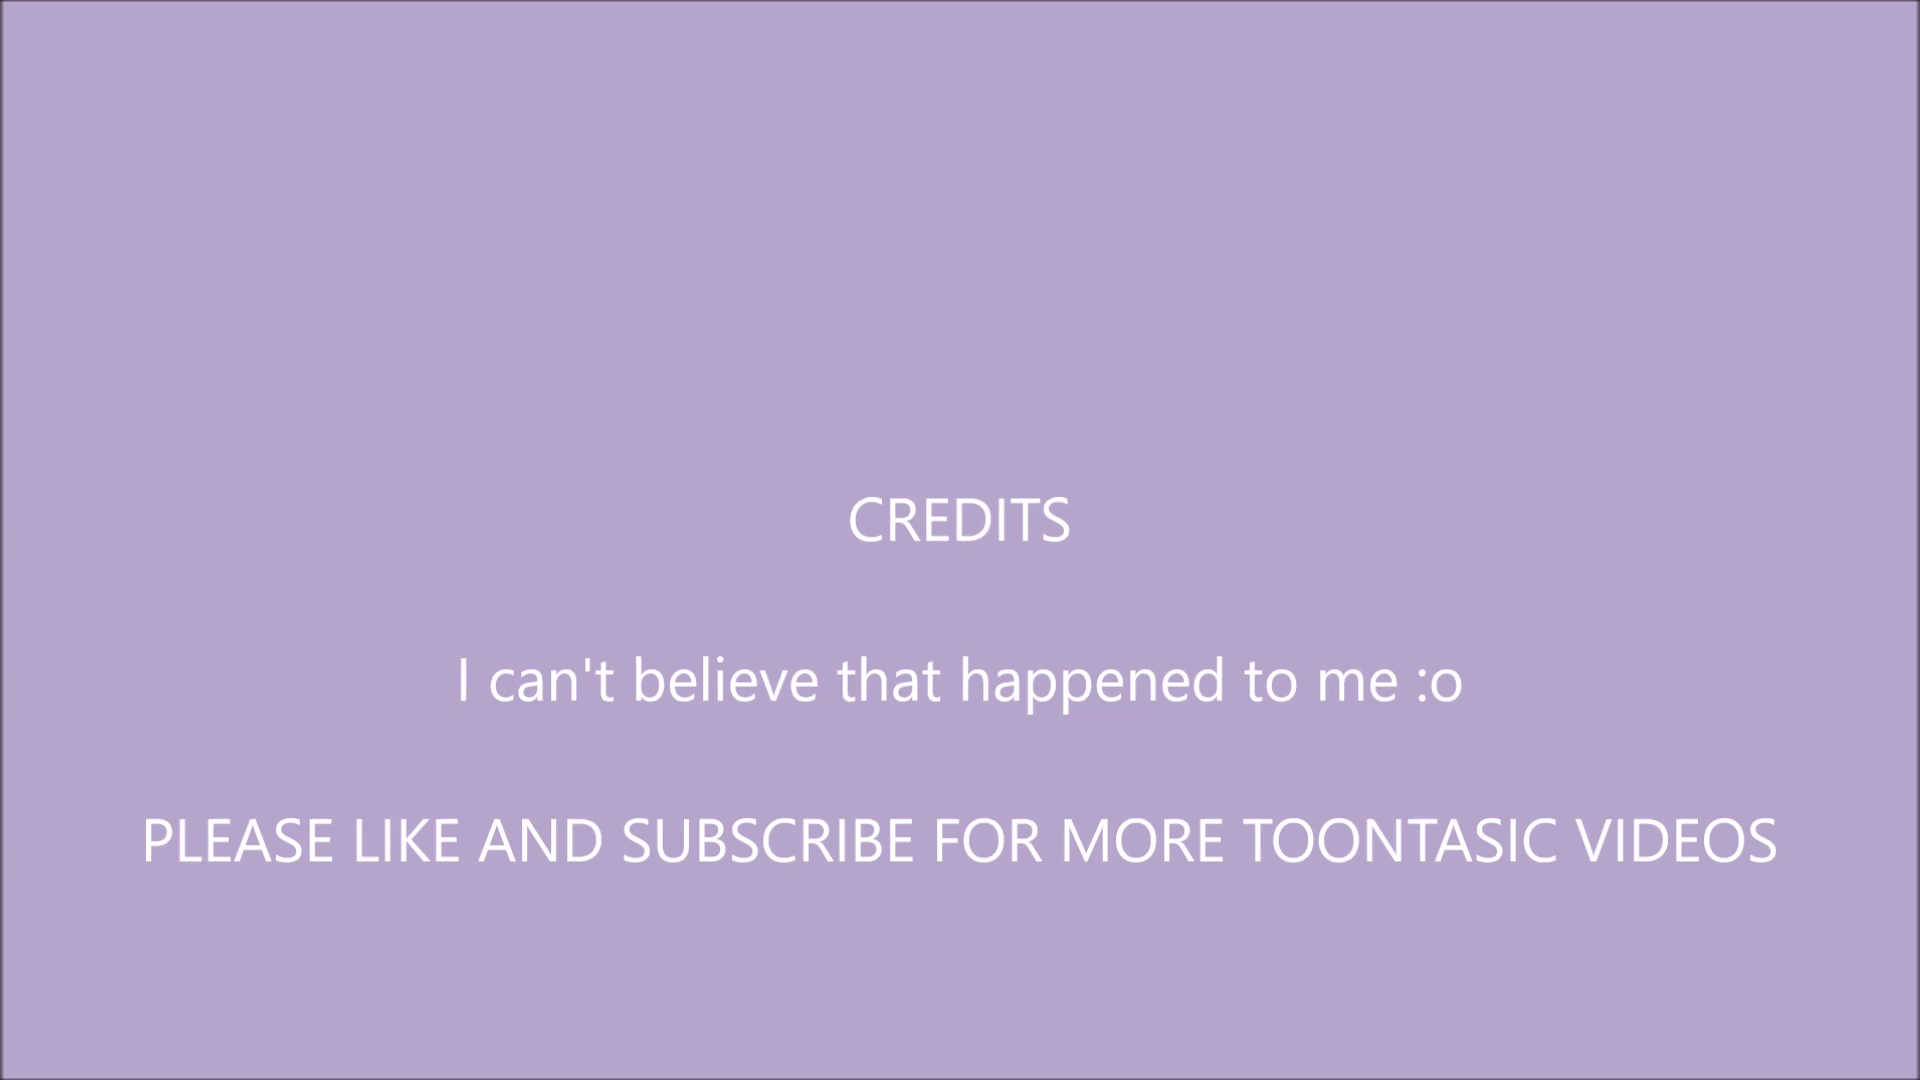 CREDITS
I can't believe that happened to me :o
PLEASE LIKE AND SUBSCRIBE FOR MORE TOONTASIC VIDEOS